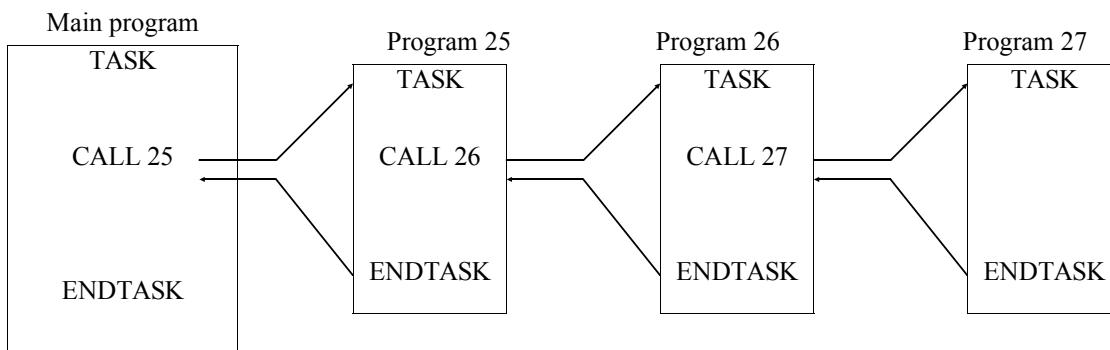 Main program
TASK
CALL 25
ENDTASK
Program 25
TASK
CALL 26
ENDTASK
Program 26
TASK
CALL 27
ENDTASK
Program 27
TASK
ENDTASK